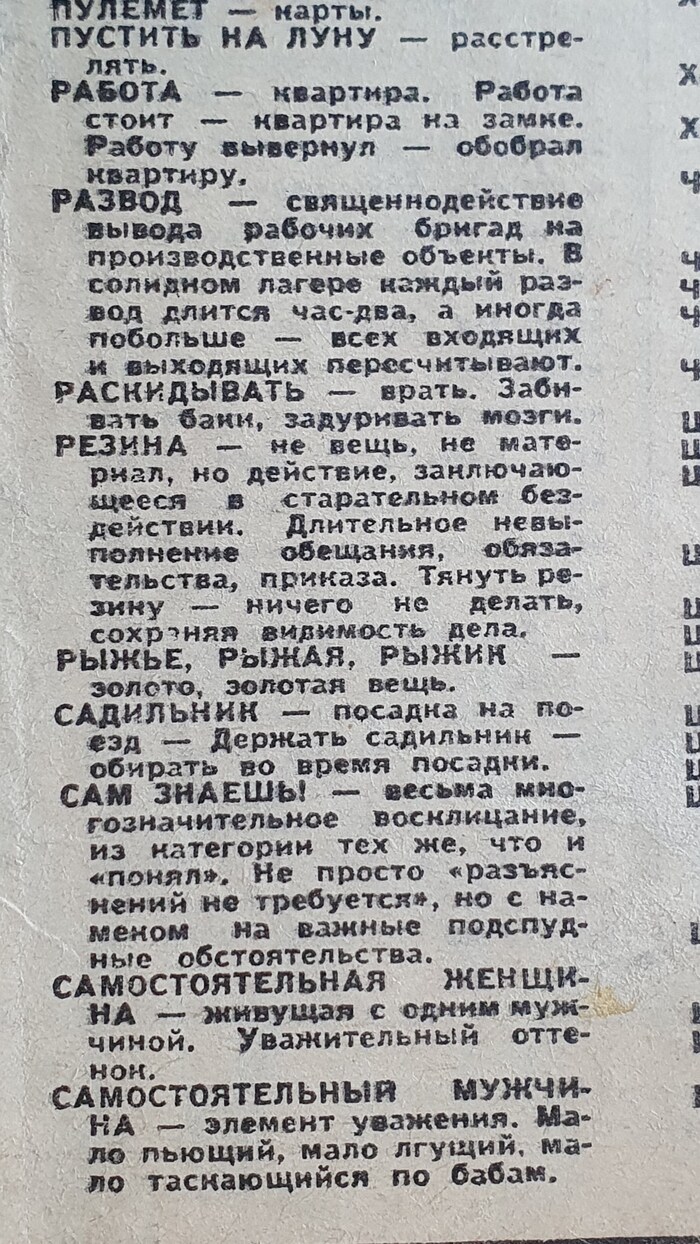 ПУЛЕМЕТ — карты.
ПУСТИТЬ НА ЛУНУ — расстре-
лять.
РАБОТА — квартира. Работа
стоит — квартира на замке.
Работу вывернул — обобрал
квартиру.
РАЗВОД — священнодействие
вывода рабочих бригад на
производственные объекты. В
солидном лагере каждый раз-
вод длится час-два, а иногда
побольше — всех входящих
и выходящих пересчитывают.
РАСКИДЫВАТЬ — врать. Заби-
вать баки, задуривать мозги.
РЕЗИНА — не вещь, не мате-
риал, но действие, заключаю-
щееся в старательном без-
действии. Длительное невы-
полнение обещания, обяза-
тельства, приказа. Тянуть ре-
зину — ничего не делать,
сохраняя видимость дела.
РЫЖЬЕ, РЫЖАЯ, РЫЖИК —
золото, золотая вещь.
САДИЛЬНИК — посадка на по-
езд — Держать садильник —
обирать во время посадки.
САМ ЗНАЕШЬ! — весьма мно-
гозначительное восклицание,
из категории тех же, что и
«понял». Не просто «разъяс-
нений не требуется», но с на-
меком на важные подспуд-
ные обстоятельства.
САМОСТОЯТЕЛЬНАЯ ЖЕНЩИ-
НА — живущая с одним муж-
чиной. Уважительный отте-
нок.
САМОСТОЯТЕЛЬНЫЙ МУЖЧИ-
НА — элемент уважения. Ма-
ло пьющий, мало лгущий, ма-
ло таскающийся по бабам.